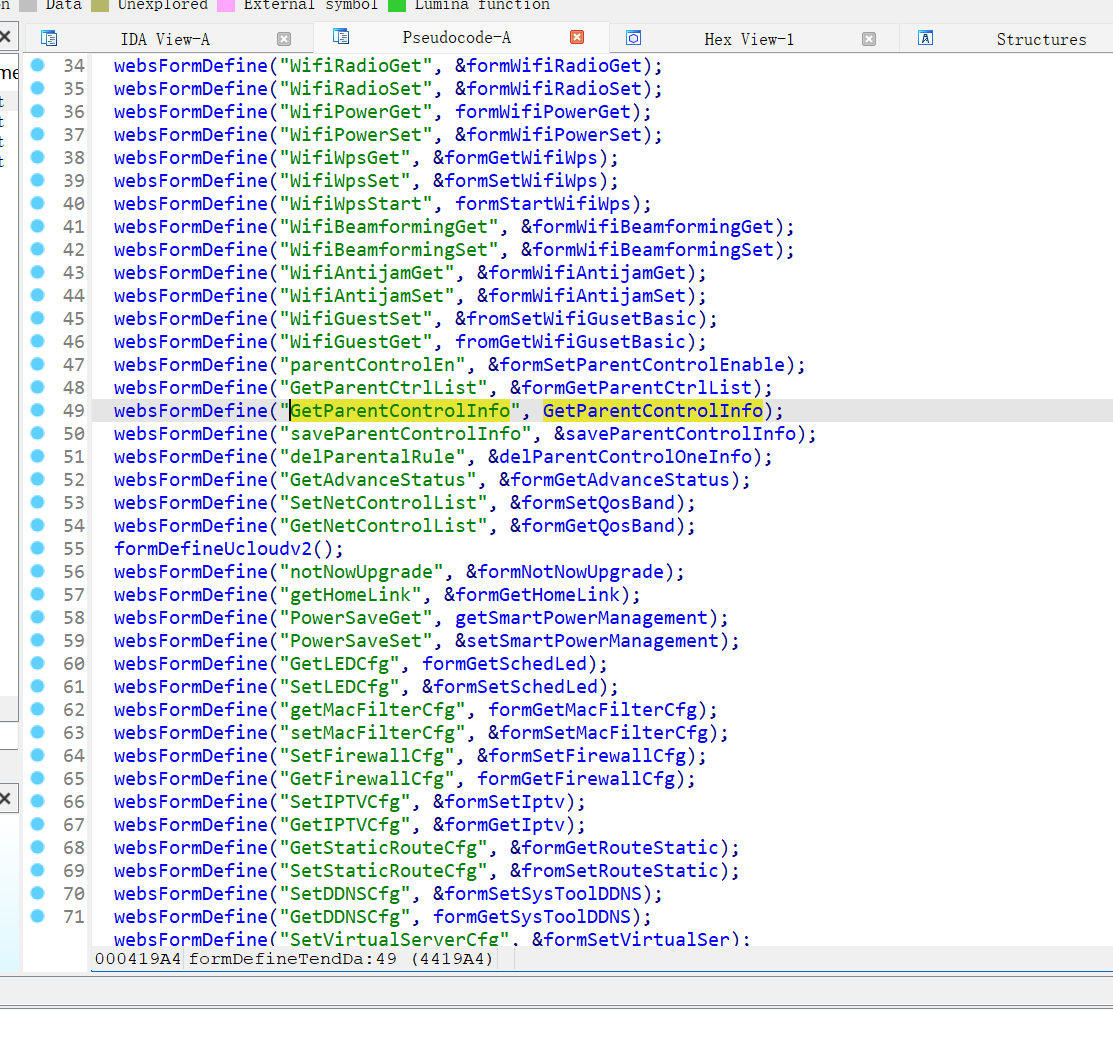 Data Unexplored External symbol Lumina function
IDA View-A Pseudocode-A Hex View-1 Structures
34 websFormDefine("WifiRadioGet", &formWifiRadioGet);
35 websFormDefine("WifiRadioSet", &formWifiRadioSet);
36 websFormDefine("WifiPowerGet", formWifiPowerGet);
37 websFormDefine("WifiPowerSet", &formWifiPowerSet);
38 websFormDefine("WifiWpsGet", &formGetWifiWps);
39 websFormDefine("WifiWpsSet", &formSetWifiWps);
40 websFormDefine("WifiWpsStart", formStartWifiWps);
41 websFormDefine("WifiBeamformingGet", &formWifiBeamformingGet);
42 websFormDefine("WifiBeamformingSet", &formWifiBeamformingSet);
43 websFormDefine("WifiAntijamGet", &formWifiAntijamGet);
44 websFormDefine("WifiAntijamSet", &formWifiAntijamSet);
45 websFormDefine("WifiGuestSet", &fromSetWifiGusetBasic);
46 websFormDefine("WifiGuestGet", fromGetWifiGusetBasic);
47 websFormDefine("parentControlEn", &formSetParentControlEnable);
48 websFormDefine("GetParentCtrlList", &formGetParentCtrlList);
49 websFormDefine("GetParentControlInfo", GetParentControlInfo);
50 websFormDefine("saveParentControlInfo", &saveParentControlInfo);
51 websFormDefine("delParentalRule", &delParentControlOneInfo);
52 websFormDefine("GetAdvanceStatus", &formGetAdvanceStatus);
53 websFormDefine("SetNetControlList", &formSetQosBand);
54 websFormDefine("GetNetControlList", &formGetQosBand);
55 formDefineUcloudv2();
56 websFormDefine("notNowUpgrade", &formNotNowUpgrade);
57 websFormDefine("getHomeLink", &formGetHomeLink);
58 websFormDefine("PowerSaveGet", getSmartPowerManagement);
59 websFormDefine("PowerSaveSet", &setSmartPowerManagement);
60 websFormDefine("GetLEDCfg", formGetSchedLed);
61 websFormDefine("SetLEDCfg", &formSetSchedLed);
62 websFormDefine("getMacFilterCfg", formGetMacFilterCfg);
63 websFormDefine("setMacFilterCfg", &formSetMacFilterCfg);
64 websFormDefine("SetFirewallCfg", &formSetFirewallCfg);
65 websFormDefine("GetFirewallCfg", formGetFirewallCfg);
66 websFormDefine("SetIPTVCfg", &formSetIptv);
67 websFormDefine("GetIPTVCfg", &formGetIptv);
68 websFormDefine("GetStaticRouteCfg", &formGetRouteStatic);
69 websFormDefine("SetStaticRouteCfg", &fromSetRouteStatic);
70 websFormDefine("SetDDNSCfg", &formSetSysToolDDNS);
71 websFormDefine("GetDDNSCfg", formGetSysToolDDNS);
websFormDefine("SetVirtualServerCfg", &formSetVirtualSer);
000419A4 formDefineTendDa:49 (4419A4)